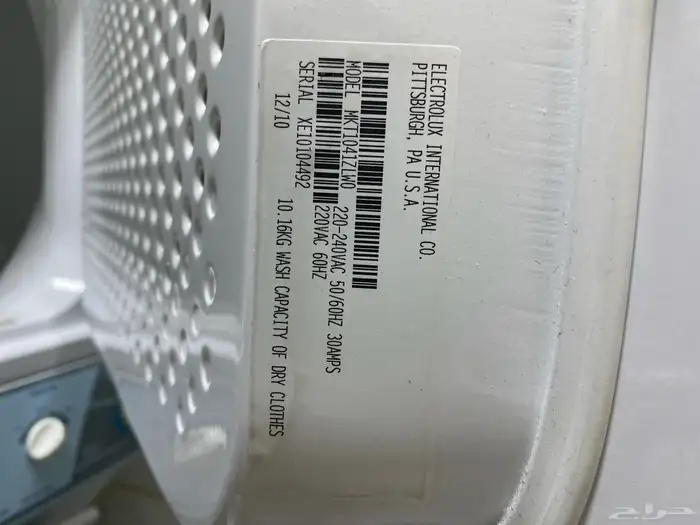 ELECTROLUX INTERNATIONAL CO.
PITTSBURGH, PA U.S.A.
MODEL MKT1041ZLW0 220-240VAC 50/60HZ 30AMPS
220VAC 60HZ
SERIAL XE10104492
12/10 10.16KG WASH CAPACITY OF DRY CLOTHES
حراج